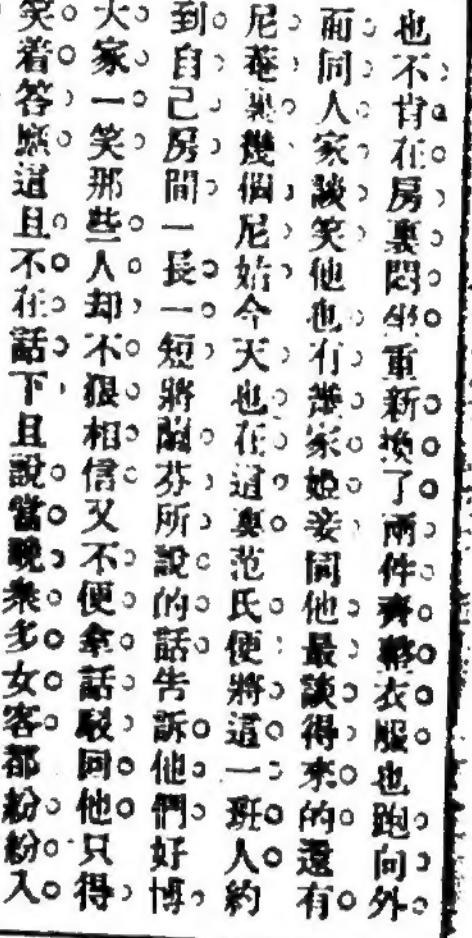 也不肯在房裏悶坐重新換了兩件齊整衣服也跑向外
面同人家談笑他也有幾家姬妾同他最談得來的還有
尼菴裏幾個尼姑今天也在這裏范氏便將這一班人約
到自己房間一長一短將蘭芬所說的話告訴他們好博
大家一笑那些人却不狠相信又不便拿話駁回他只得
笑着答應道且不在話下且說當晚衆多女客都紛紛入